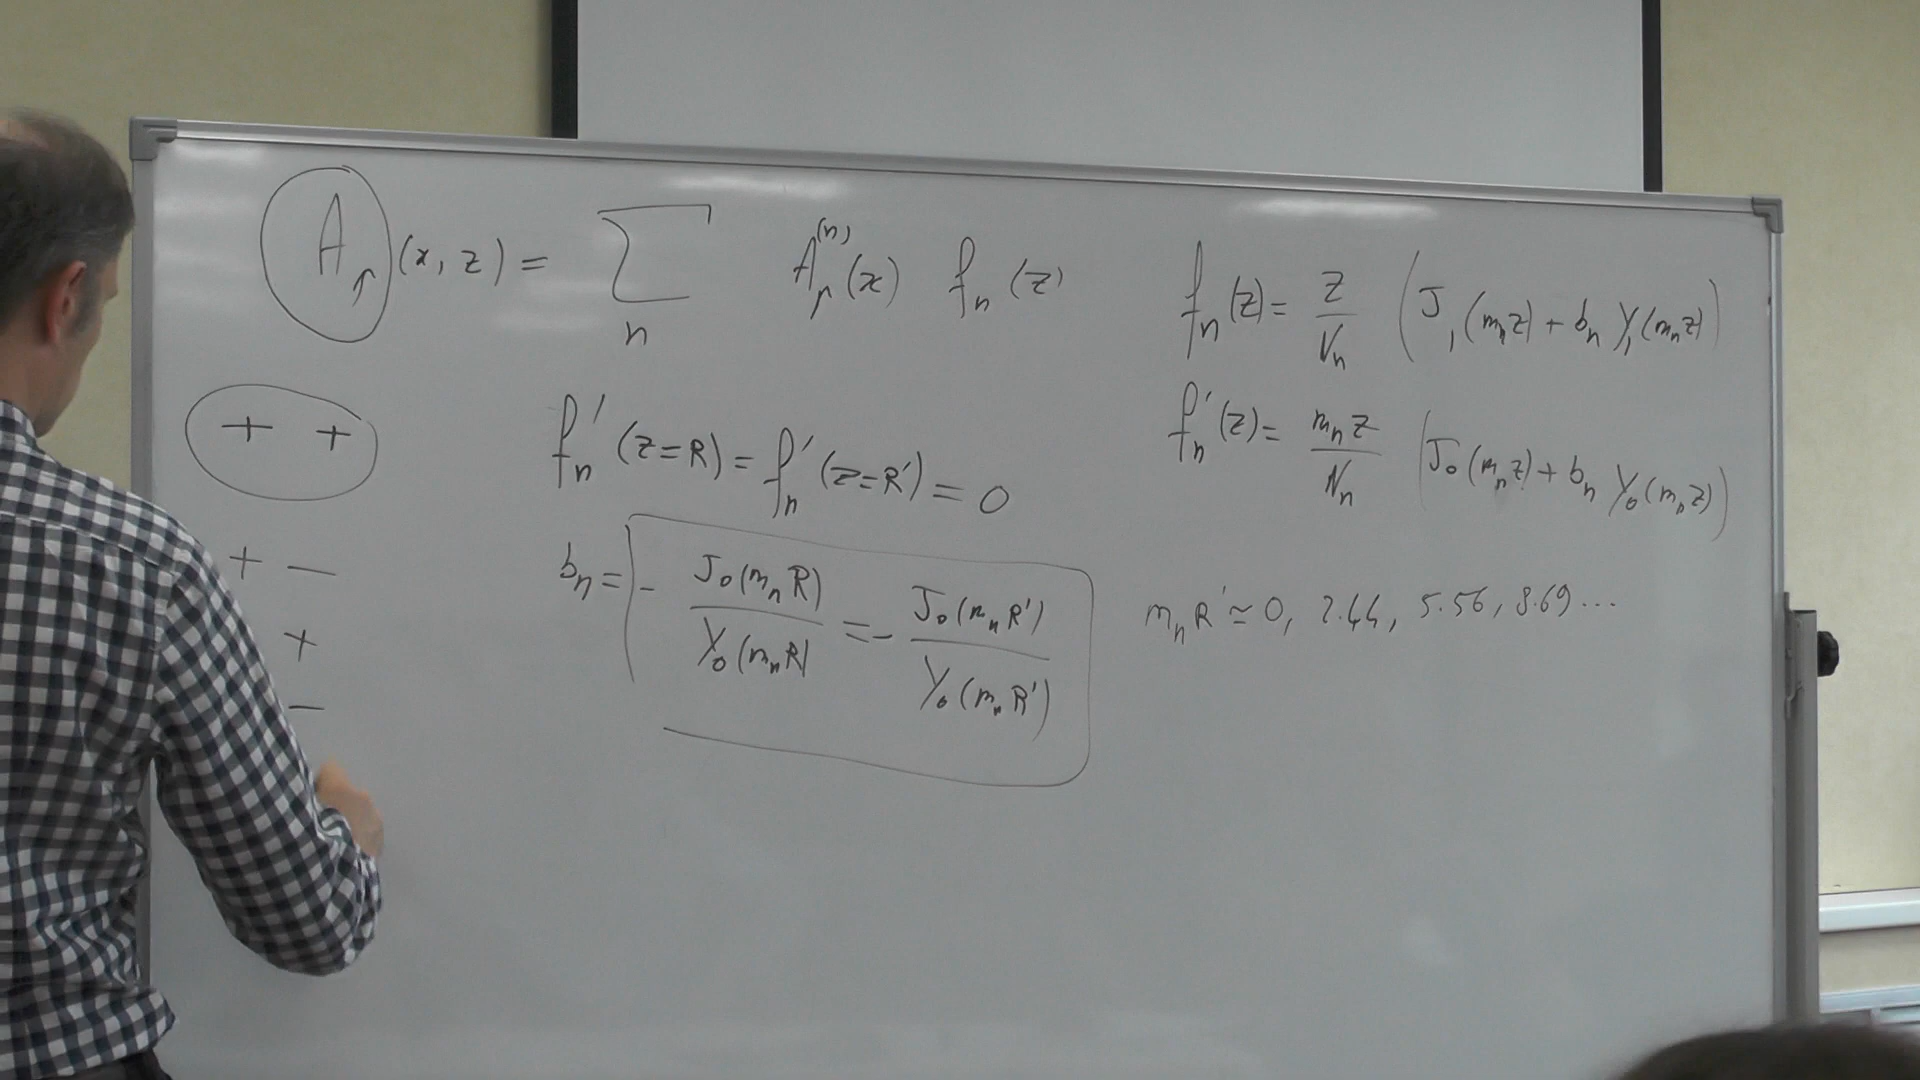 A_μ (x, z) = ∑_n A_μ^(n) (x) f_n (z)
f_n (z) = z/N_n (J_1 (m_n z) + b_n Y_1 (m_n z))
+ +
f_n' (z=R) = f_n' (z=R') = 0
f_n' (z) = m_n z/N_n (J_0 (m_n z) + b_n Y_0 (m_n z))
+ −
b_n = − J_0 (m_n R)/Y_0 (m_n R) = − J_0 (m_n R')/Y_0 (m_n R')
m_n R' ≃ 0, 2.44, 5.56, 8.69 ...
+
−